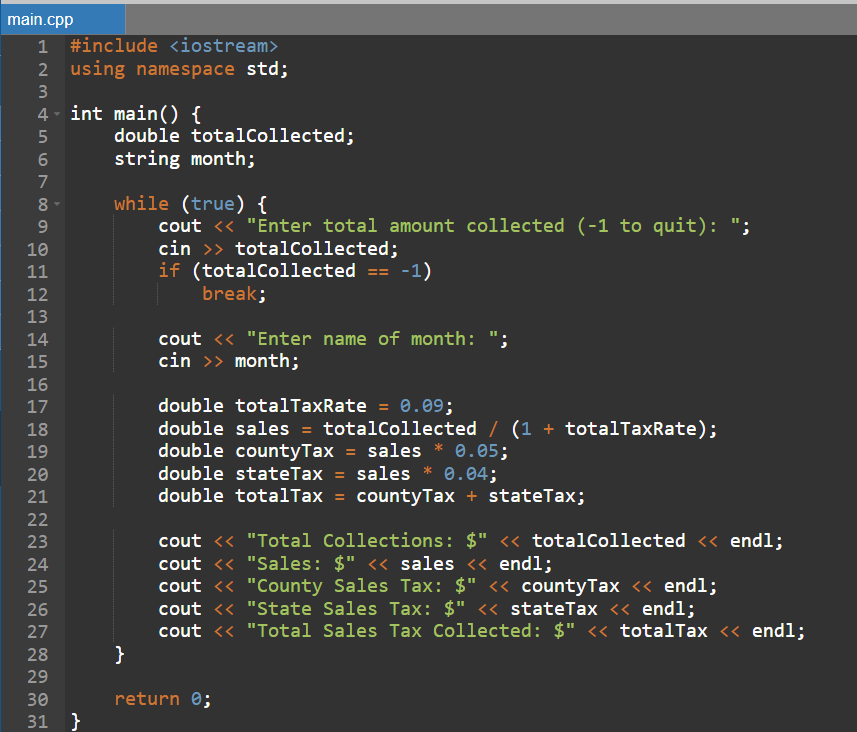 main.cpp
1 #include <iostream>
2 using namespace std;
3
4 int main() {
5     double totalCollected;
6     string month;
7
8     while (true) {
9         cout << "Enter total amount collected (-1 to quit): ";
10         cin >> totalCollected;
11         if (totalCollected == -1)
12             break;
13
14         cout << "Enter name of month: ";
15         cin >> month;
16
17         double totalTaxRate = 0.09;
18         double sales = totalCollected / (1 + totalTaxRate);
19         double countyTax = sales * 0.05;
20         double stateTax = sales * 0.04;
21         double totalTax = countyTax + stateTax;
22
23         cout << "Total Collections: $" << totalCollected << endl;
24         cout << "Sales: $" << sales << endl;
25         cout << "County Sales Tax: $" << countyTax << endl;
26         cout << "State Sales Tax: $" << stateTax << endl;
27         cout << "Total Sales Tax Collected: $" << totalTax << endl;
28     }
29
30     return 0;
31 }